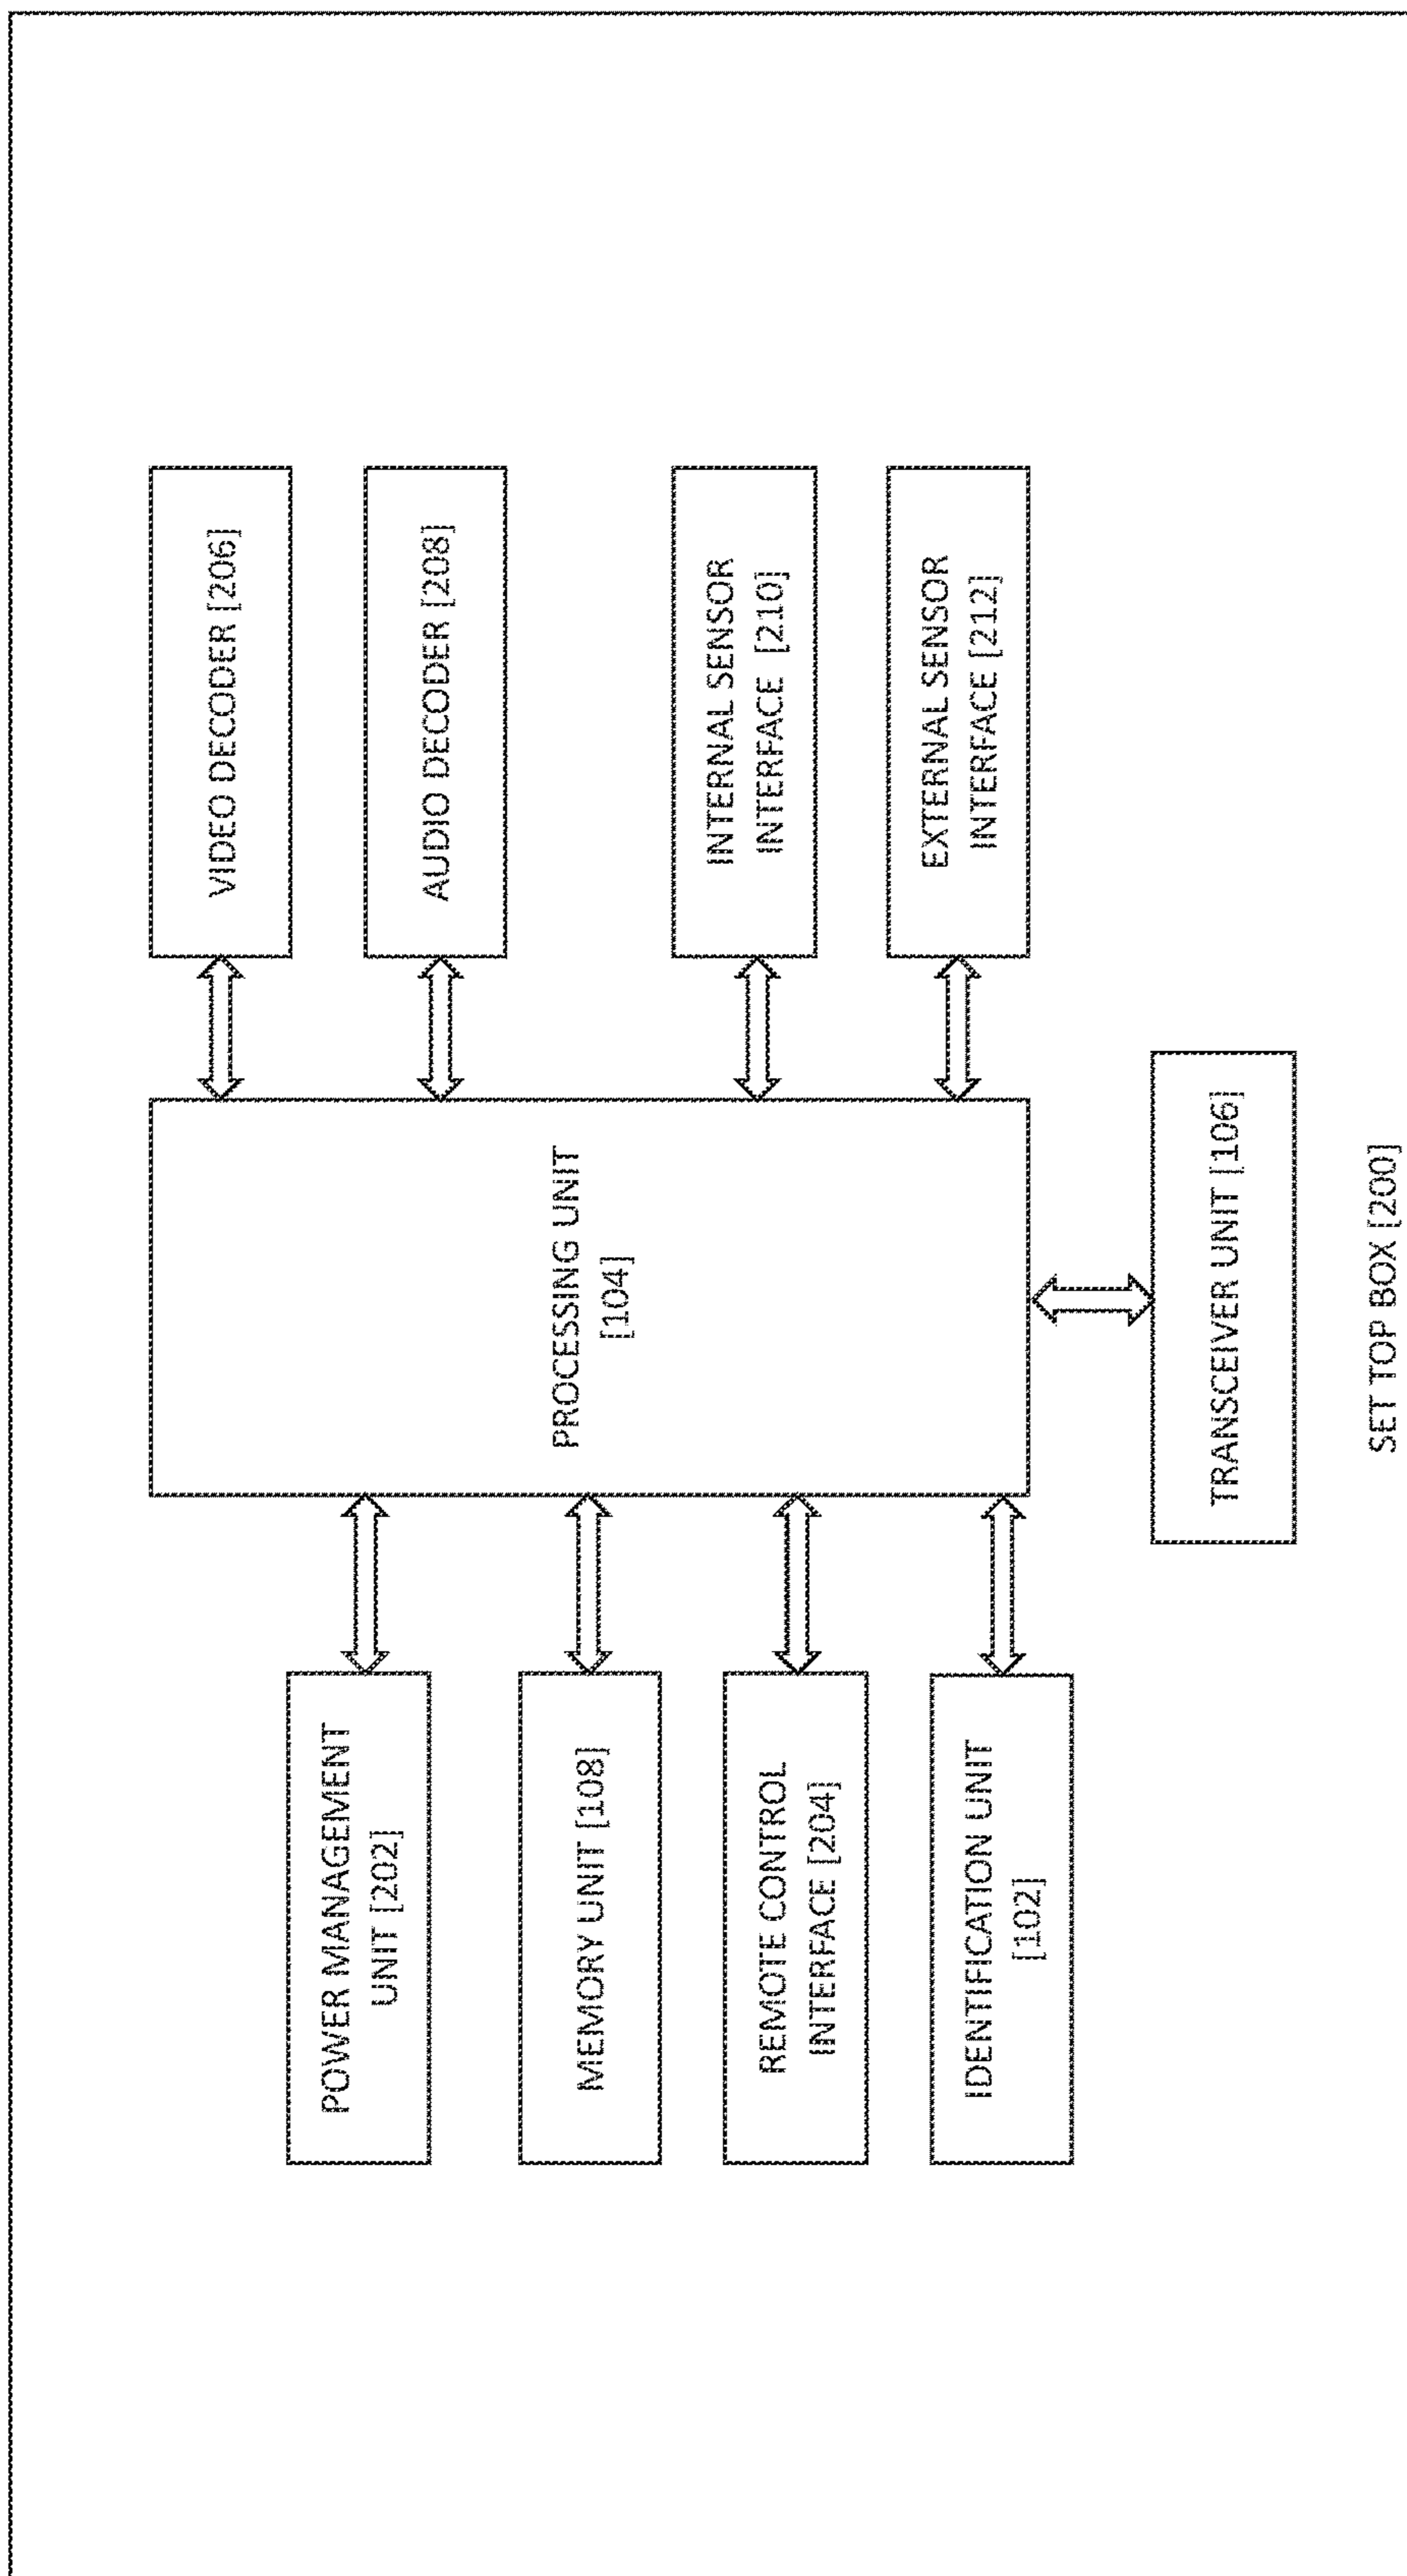 POWER MANAGEMENT
UNIT [202]
MEMORY UNIT [108]
REMOTE CONTROL
INTERFACE [204]
IDENTIFICATION UNIT
[102]
PROCESSING UNIT
[104]
VIDEO DECODER [206]
AUDIO DECODER [208]
INTERNAL SENSOR
INTERFACE [210]
EXTERNAL SENSOR
INTERFACE [212]
TRANSCEIVER UNIT [106]
SET TOP BOX [200]